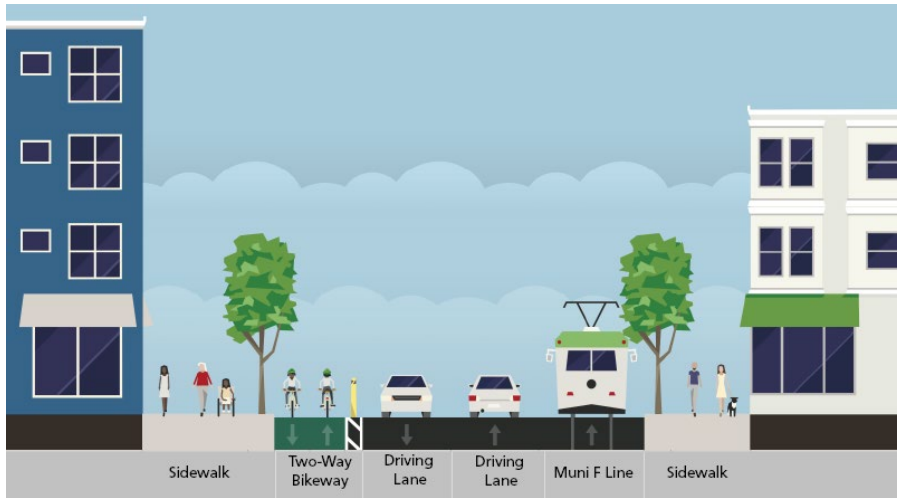 Sidewalk
Two-Way
Bikeway
Driving
Lane
Driving
Lane
Muni F Line
Sidewalk